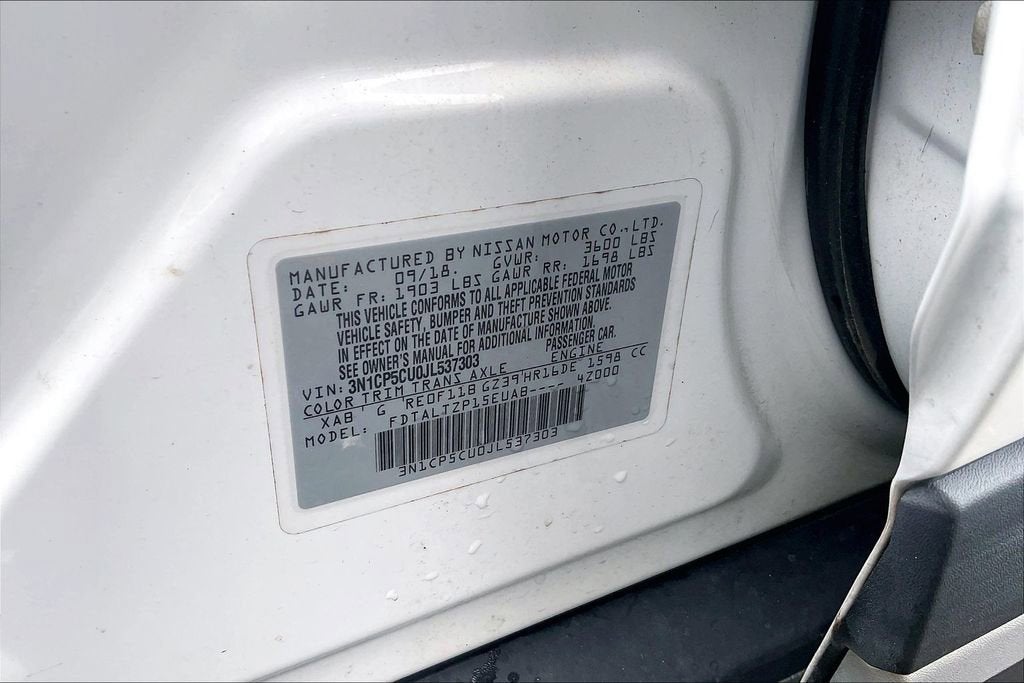 MANUFACTURED BY NISSAN MOTOR CO.,LTD.
DATE: 09/18. GVWR: 3600 LBS
GAWR FR: 1903 LBS GAWR RR: 1698 LBS
THIS VEHICLE CONFORMS TO ALL APPLICABLE FEDERAL MOTOR
VEHICLE SAFETY, BUMPER AND THEFT PREVENTION STANDARDS
IN EFFECT ON THE DATE OF MANUFACTURE SHOWN ABOVE.
SEE OWNER'S MANUAL FOR ADDITIONAL INFORMATION.
VIN: 3N1CP5CU0JL537303 PASSENGER CAR.
COLOR TRIM TRANS AXLE ENGINE
XAB G RE0F11B GZ39 HR16DE 1598 CC
MODEL: FDTALTZP15EUAB---- 4Z000
3N1CP5CU0JL537303